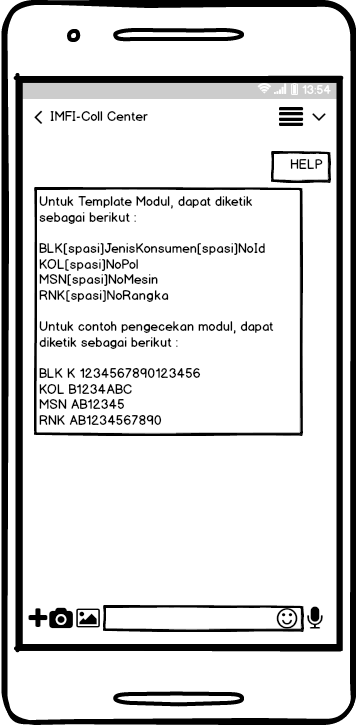 13:54
IMFI-Coll Center
HELP
Untuk Template Modul, dapat diketik
sebagai berikut :
BLK[spasi]JenisKonsumen[spasi]NoId
KOL[spasi]NoPol
MSN[spasi]NoMesin
RNK[spasi]NoRangka
Untuk contoh pengecekan modul, dapat
diketik sebagai berikut :
BLK K 1234567890123456
KOL B1234ABC
MSN AB12345
RNK AB1234567890